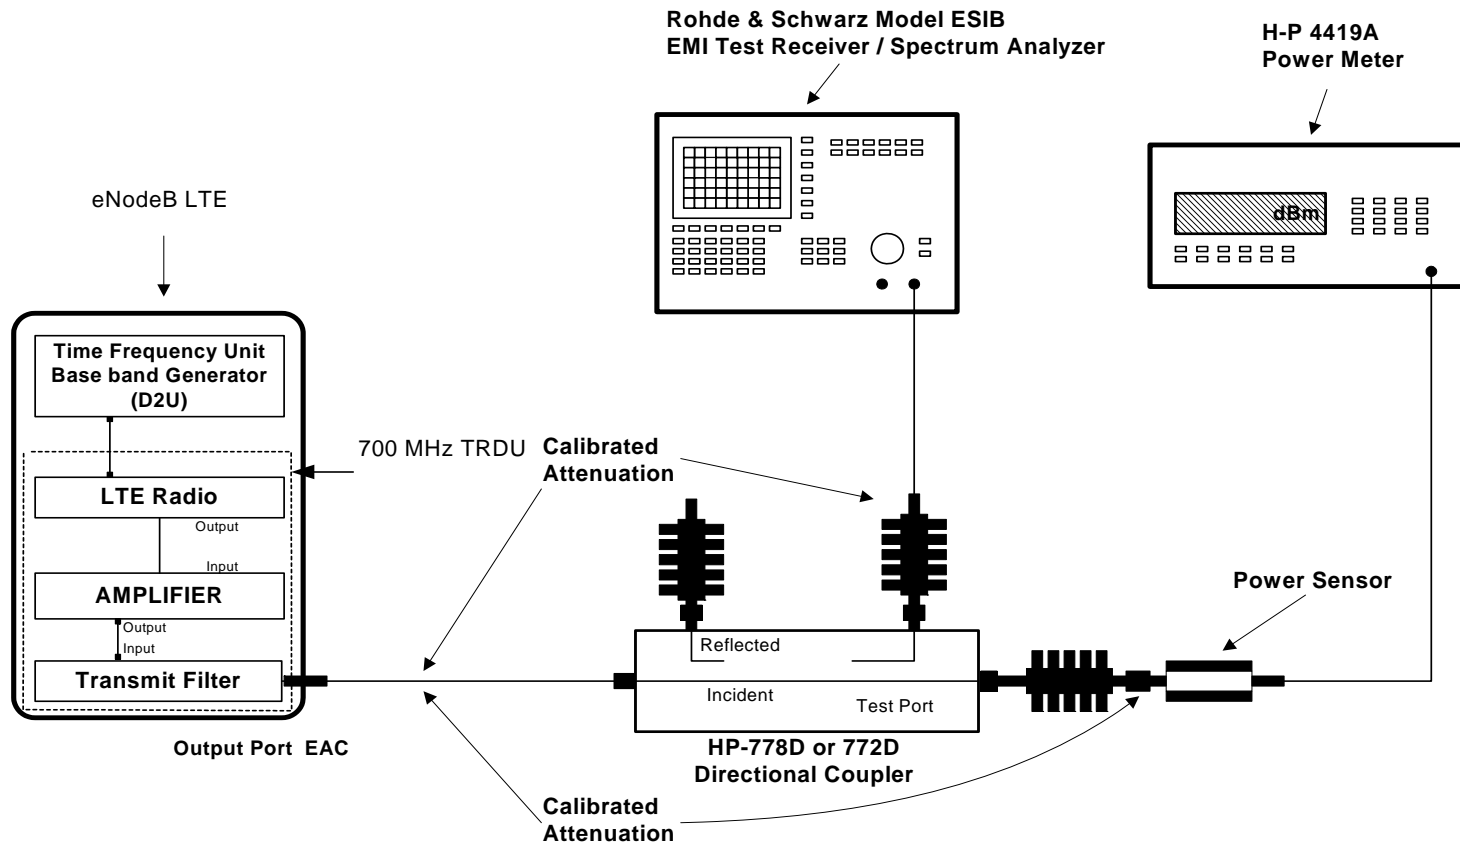 Rohde & Schwarz Model ESIB
EMI Test Receiver / Spectrum Analyzer
H-P 4419A
Power Meter
dBm
eNodeB LTE
Time Frequency Unit
Base band Generator
(D2U)
700 MHz TRDU
Calibrated
Attenuation
LTE Radio
Output
Input
AMPLIFIER
Output
Input
Transmit Filter
Output Port  EAC
Reflected
Incident
Test Port
HP-778D or 772D
Directional Coupler
Power Sensor
Calibrated
Attenuation